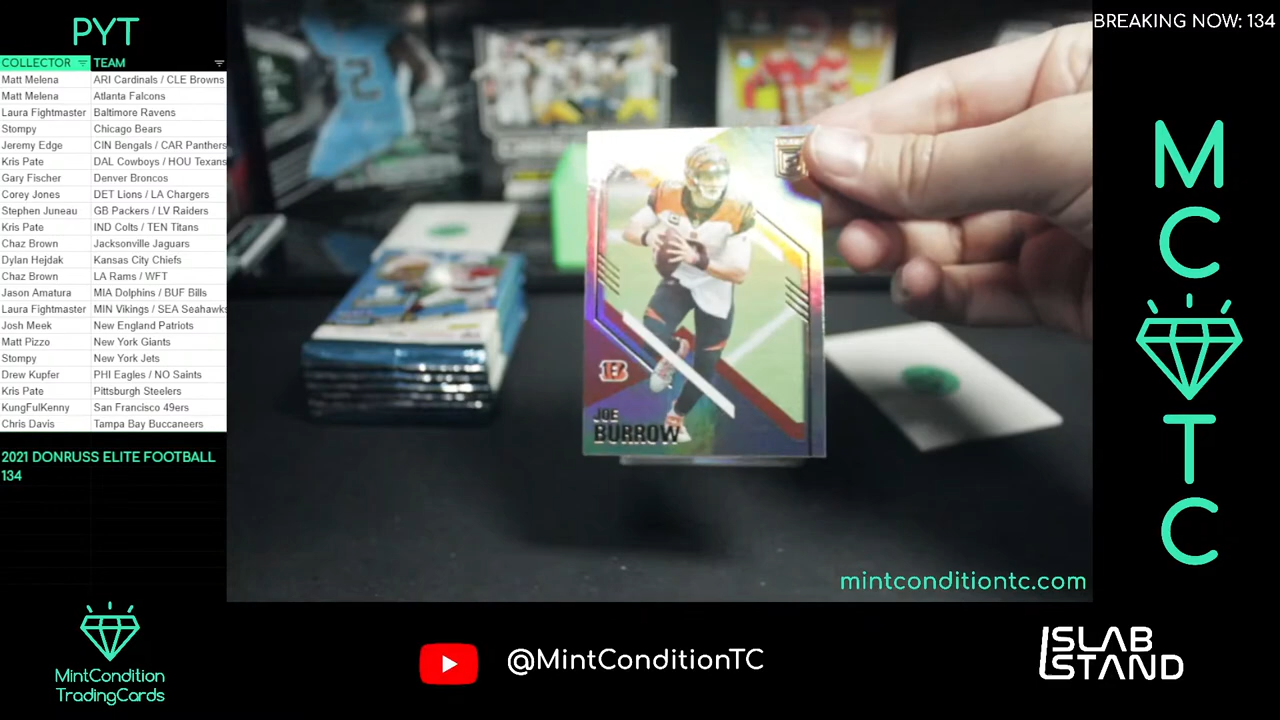 PYT
BREAKING NOW: 134
COLLECTOR TEAM
Matt Melena ARI Cardinals / CLE Browns
Matt Melena Atlanta Falcons
Laura Fightmaster Baltimore Ravens
Stompy Chicago Bears
Jeremy Edge CIN Bengals / CAR Panthers
Kris Pate DAL Cowboys / HOU Texans
Gary Fischer Denver Broncos
Corey Jones DET Lions / LA Chargers
Stephen Juneau GB Packers / LV Raiders
Kris Pate IND Colts / TEN Titans
Chaz Brown Jacksonville Jaguars
Dylan Hejdak Kansas City Chiefs
Chaz Brown LA Rams / WFT
Jason Amatura MIA Dolphins / BUF Bills
Laura Fightmaster MIN Vikings / SEA Seahawks
Josh Meek New England Patriots
Matt Pizzo New York Giants
Stompy New York Jets
Drew Kupfer PHI Eagles / NO Saints
Kris Pate Pittsburgh Steelers
KungFulKenny San Francisco 49ers
Chris Davis Tampa Bay Buccaneers
2021 DONRUSS ELITE FOOTBALL
134
JOE
BURROW
mintconditiontc.com
M
C
T
C
MintCondition
TradingCards
@MintConditionTC
SLAB
STAND